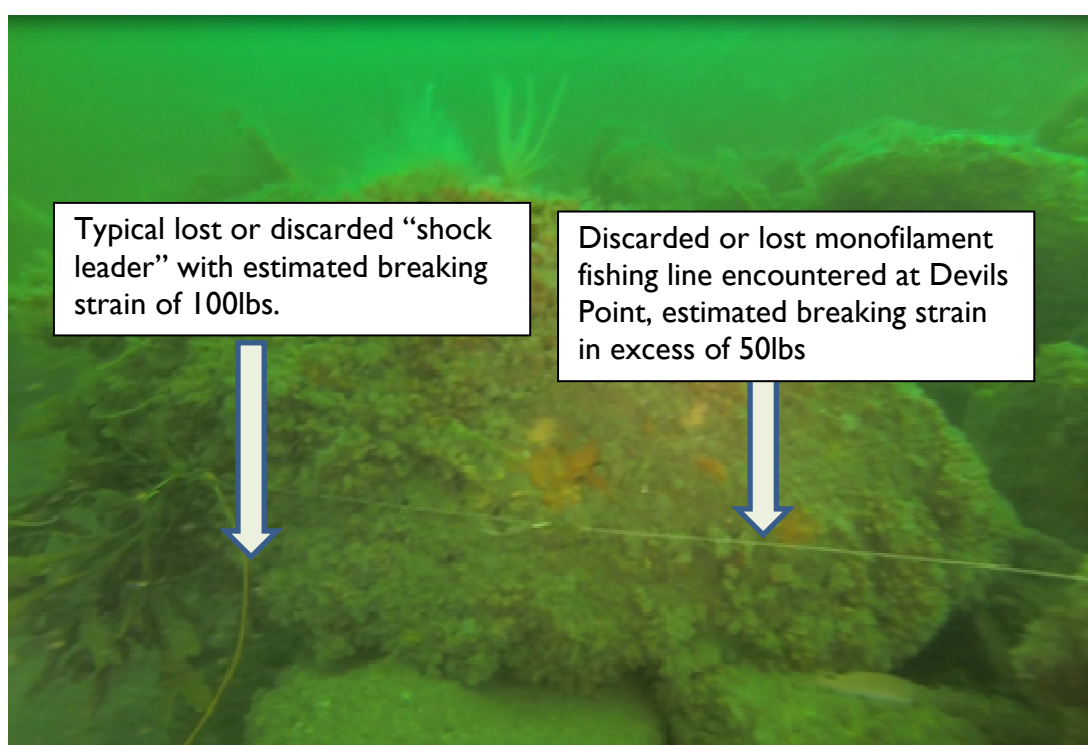 Typical lost or discarded “shock
leader” with estimated breaking
strain of 100lbs.
Discarded or lost monofilament
fishing line encountered at Devils
Point, estimated breaking strain
in excess of 50lbs